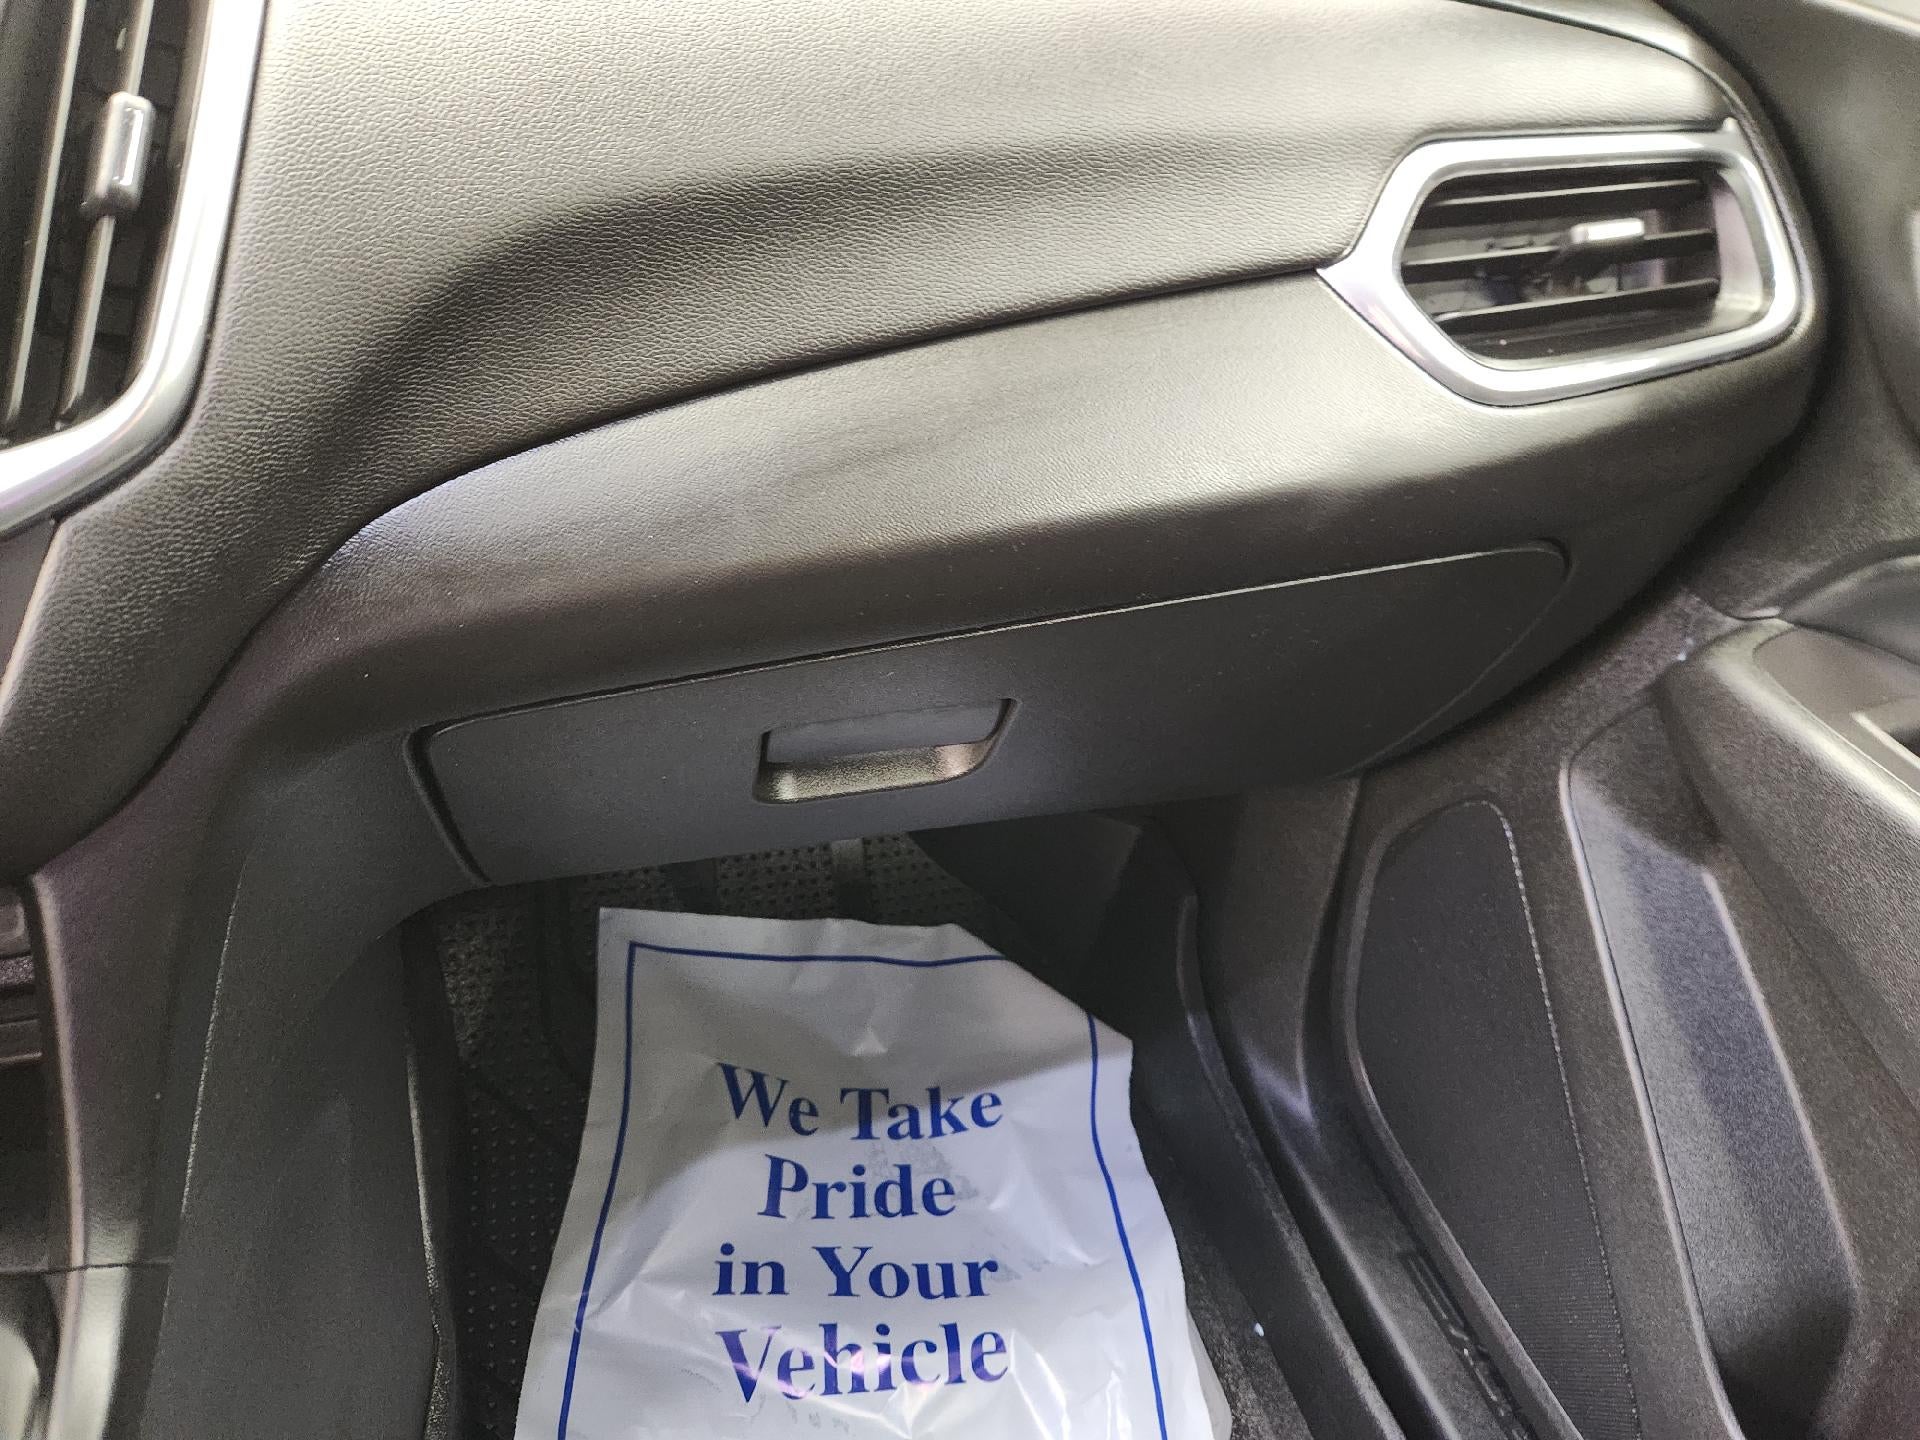 We Take
Pride
in Your
Vehicle